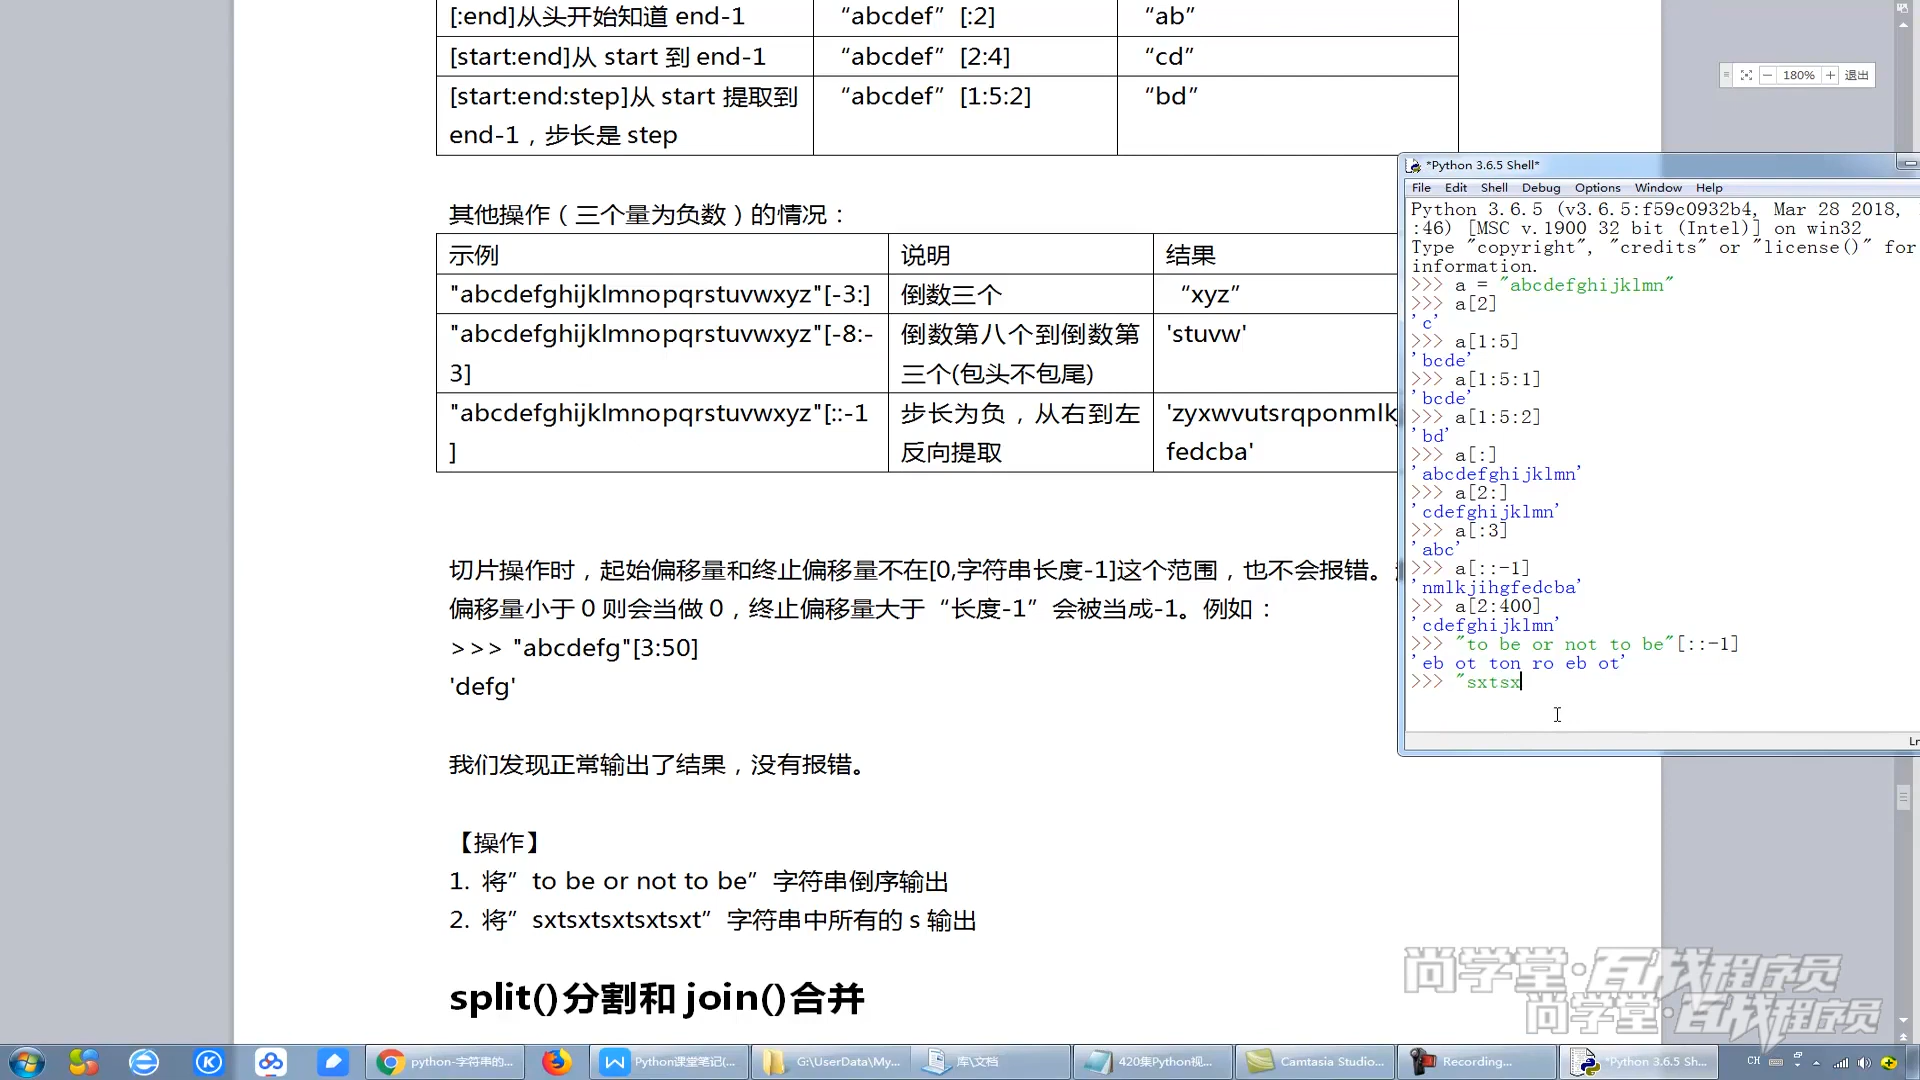 [:end]从头开始知道 end-1
“abcdef”[:2]
“ab”
[start:end]从 start 到 end-1
“abcdef”[2:4]
“cd”
[start:end:step]从 start 提取到
end-1，步长是 step
“abcdef”[1:5:2]
“bd”
180%
退出
其他操作（三个量为负数）的情况：
示例
说明
结果
"abcdefghijklmnopqrstuvwxyz"[-3:]
倒数三个
“xyz”
"abcdefghijklmnopqrstuvwxyz"[-8:-
3]
倒数第八个到倒数第
三个(包头不包尾)
'stuvw'
"abcdefghijklmnopqrstuvwxyz"[::-1
]
步长为负，从右到左
反向提取
'zyxwvutsrqponmlk
fedcba'
切片操作时，起始偏移量和终止偏移量不在[0,字符串长度-1]这个范围，也不会报错。
偏移量小于 0 则会当做 0，终止偏移量大于“长度-1”会被当成-1。例如：
>>> "abcdefg"[3:50]
'defg'
我们发现正常输出了结果，没有报错。
【操作】
1. 将”to be or not to be”字符串倒序输出
2. 将”sxtsxtsxtsxtsxt”字符串中所有的 s 输出
split()分割和 join()合并
*Python 3.6.5 Shell*
File Edit Shell Debug Options Window Help
Python 3.6.5 (v3.6.5:f59c0932b4, Mar 28 2018,
:46) [MSC v.1900 32 bit (Intel)] on win32
Type "copyright", "credits" or "license()" for
information.
>>> a = "abcdefghijklmn"
>>> a[2]
'c'
>>> a[1:5]
'bcde'
>>> a[1:5:1]
'bcde'
>>> a[1:5:2]
'bd'
>>> a[:]
'abcdefghijklmn'
>>> a[2:]
'cdefghijklmn'
>>> a[:3]
'abc'
>>> a[::-1]
'nmlkjihgfedcba'
>>> a[2:400]
'cdefghijklmn'
>>> "to be or not to be"[::-1]
'eb ot ton ro eb ot'
>>> "sxtsx
Ln
尚学堂·百战程序员
尚学堂·百战程序员
python-字符串的...
Python课堂笔记(...
G:\UserData\My...
库\文档
420集Python视...
Camtasia Studio...
Recording...
*Python 3.6.5 Sh...
CH